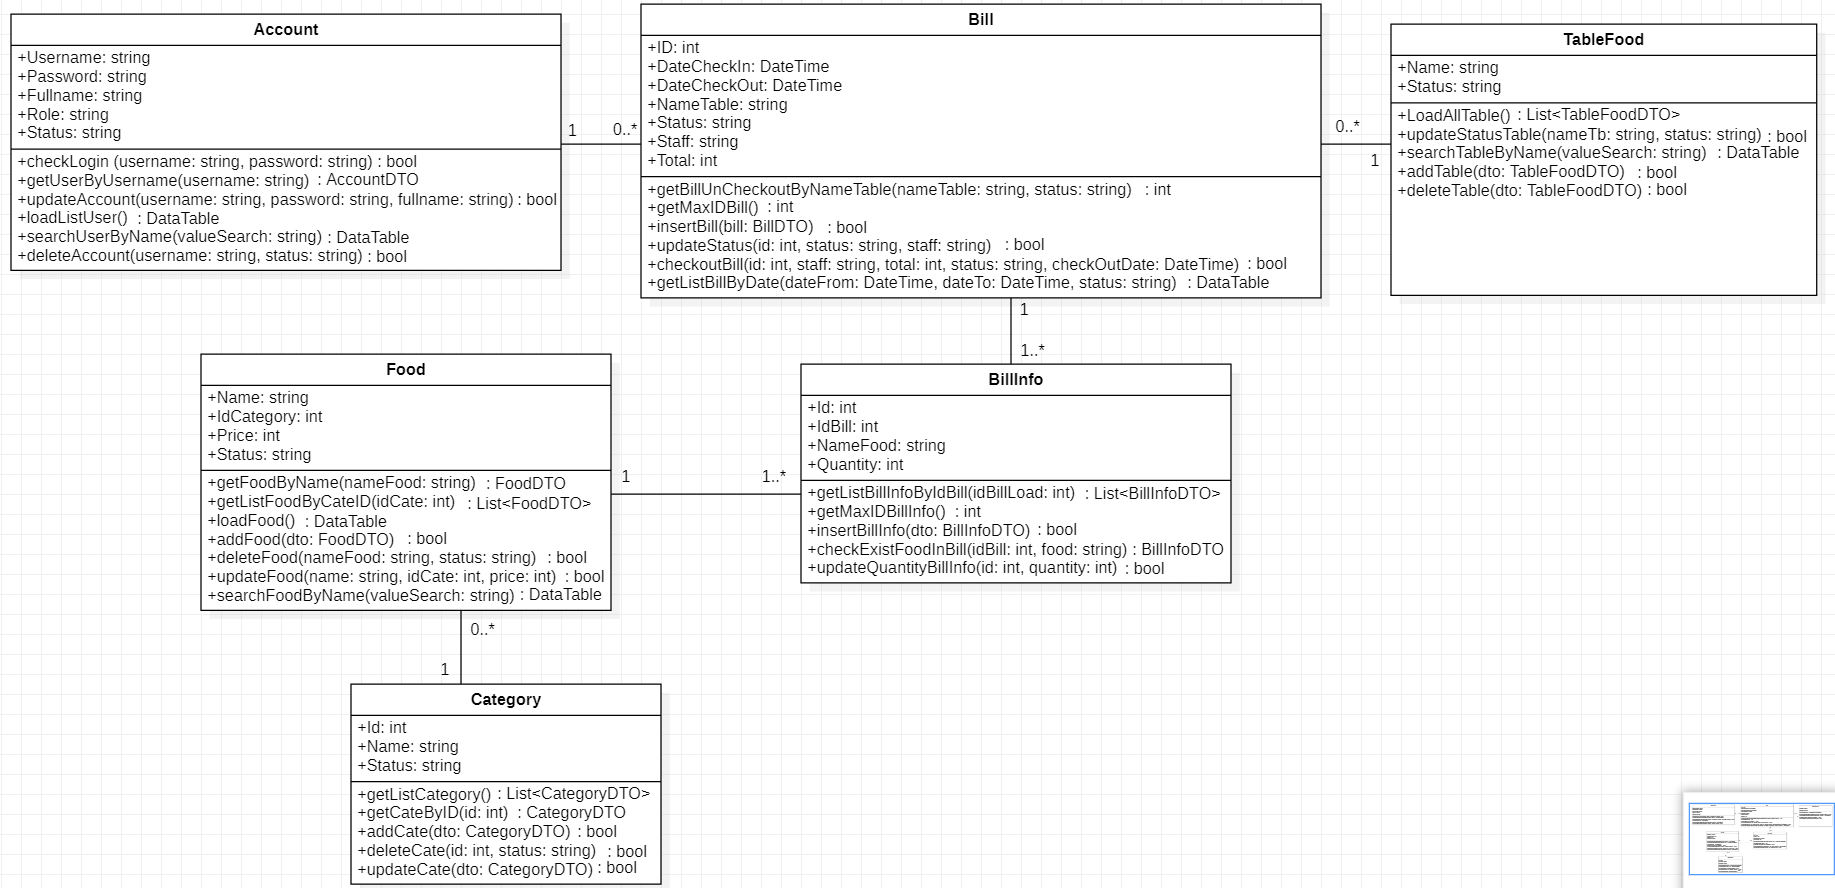 Account
+Username: string
+Password: string
+Fullname: string
+Role: string
+Status: string
+checkLogin (username: string, password: string) : bool
+getUserByUsername(username: string) : AccountDTO
+updateAccount(username: string, password: string, fullname: string) : bool
+loadListUser() : DataTable
+searchUserByName(valueSearch: string) : DataTable
+deleteAccount(username: string, status: string) : bool
1
0..*
Bill
+ID: int
+DateCheckIn: DateTime
+DateCheckOut: DateTime
+NameTable: string
+Status: string
+Staff: string
+Total: int
+getBillUnCheckoutByNameTable(nameTable: string, status: string) : int
+getMaxIDBill() : int
+insertBill(bill: BillDTO) : bool
+updateStatus(id: int, status: string, staff: string) : bool
+checkoutBill(id: int, staff: string, total: int, status: string, checkOutDate: DateTime) : bool
+getListBillByDate(dateFrom: DateTime, dateTo: DateTime, status: string) : DataTable
0..*
1
TableFood
+Name: string
+Status: string
+LoadAllTable() : List<TableFoodDTO>
+updateStatusTable(nameTb: string, status: string) : bool
+searchTableByName(valueSearch: string) : DataTable
+addTable(dto: TableFoodDTO) : bool
+deleteTable(dto: TableFoodDTO) : bool
1
1..*
Food
+Name: string
+IdCategory: int
+Price: int
+Status: string
+getFoodByName(nameFood: string) : FoodDTO
+getListFoodByCateID(idCate: int) : List<FoodDTO>
+loadFood() : DataTable
+addFood(dto: FoodDTO) : bool
+deleteFood(nameFood: string, status: string) : bool
+updateFood(name: string, idCate: int, price: int) : bool
+searchFoodByName(valueSearch: string) : DataTable
1
1..*
BillInfo
+Id: int
+IdBill: int
+NameFood: string
+Quantity: int
+getListBillInfoByIdBill(idBillLoad: int) : List<BillInfoDTO>
+getMaxIDBillInfo() : int
+insertBillInfo(dto: BillInfoDTO) : bool
+checkExistFoodInBill(idBill: int, food: string) : BillInfoDTO
+updateQuantityBillInfo(id: int, quantity: int) : bool
0..*
1
Category
+Id: int
+Name: string
+Status: string
+getListCategory() : List<CategoryDTO>
+getCateByID(id: int) : CategoryDTO
+addCate(dto: CategoryDTO) : bool
+deleteCate(id: int, status: string) : bool
+updateCate(dto: CategoryDTO) : bool